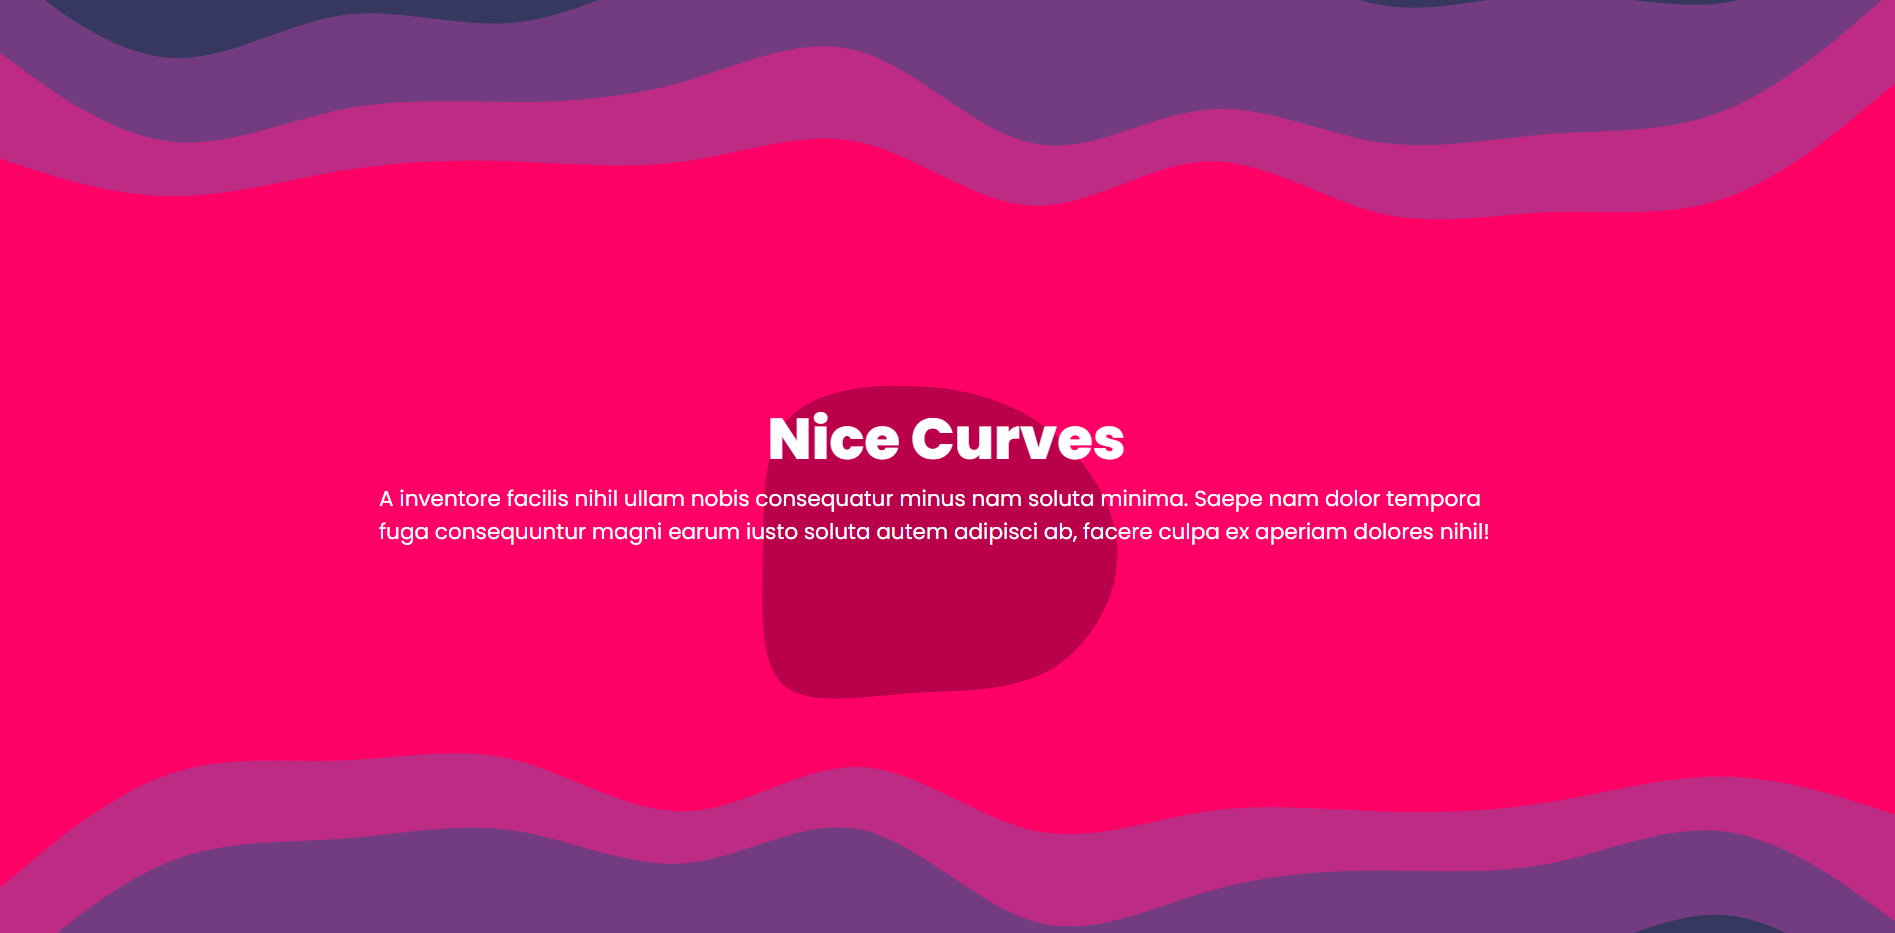 Nice Curves
A inventore facilis nihil ullam nobis consequatur minus nam soluta minima. Saepe nam dolor tempora
fuga consequuntur magni earum iusto soluta autem adipisci ab, facere culpa ex aperiam dolores nihil!